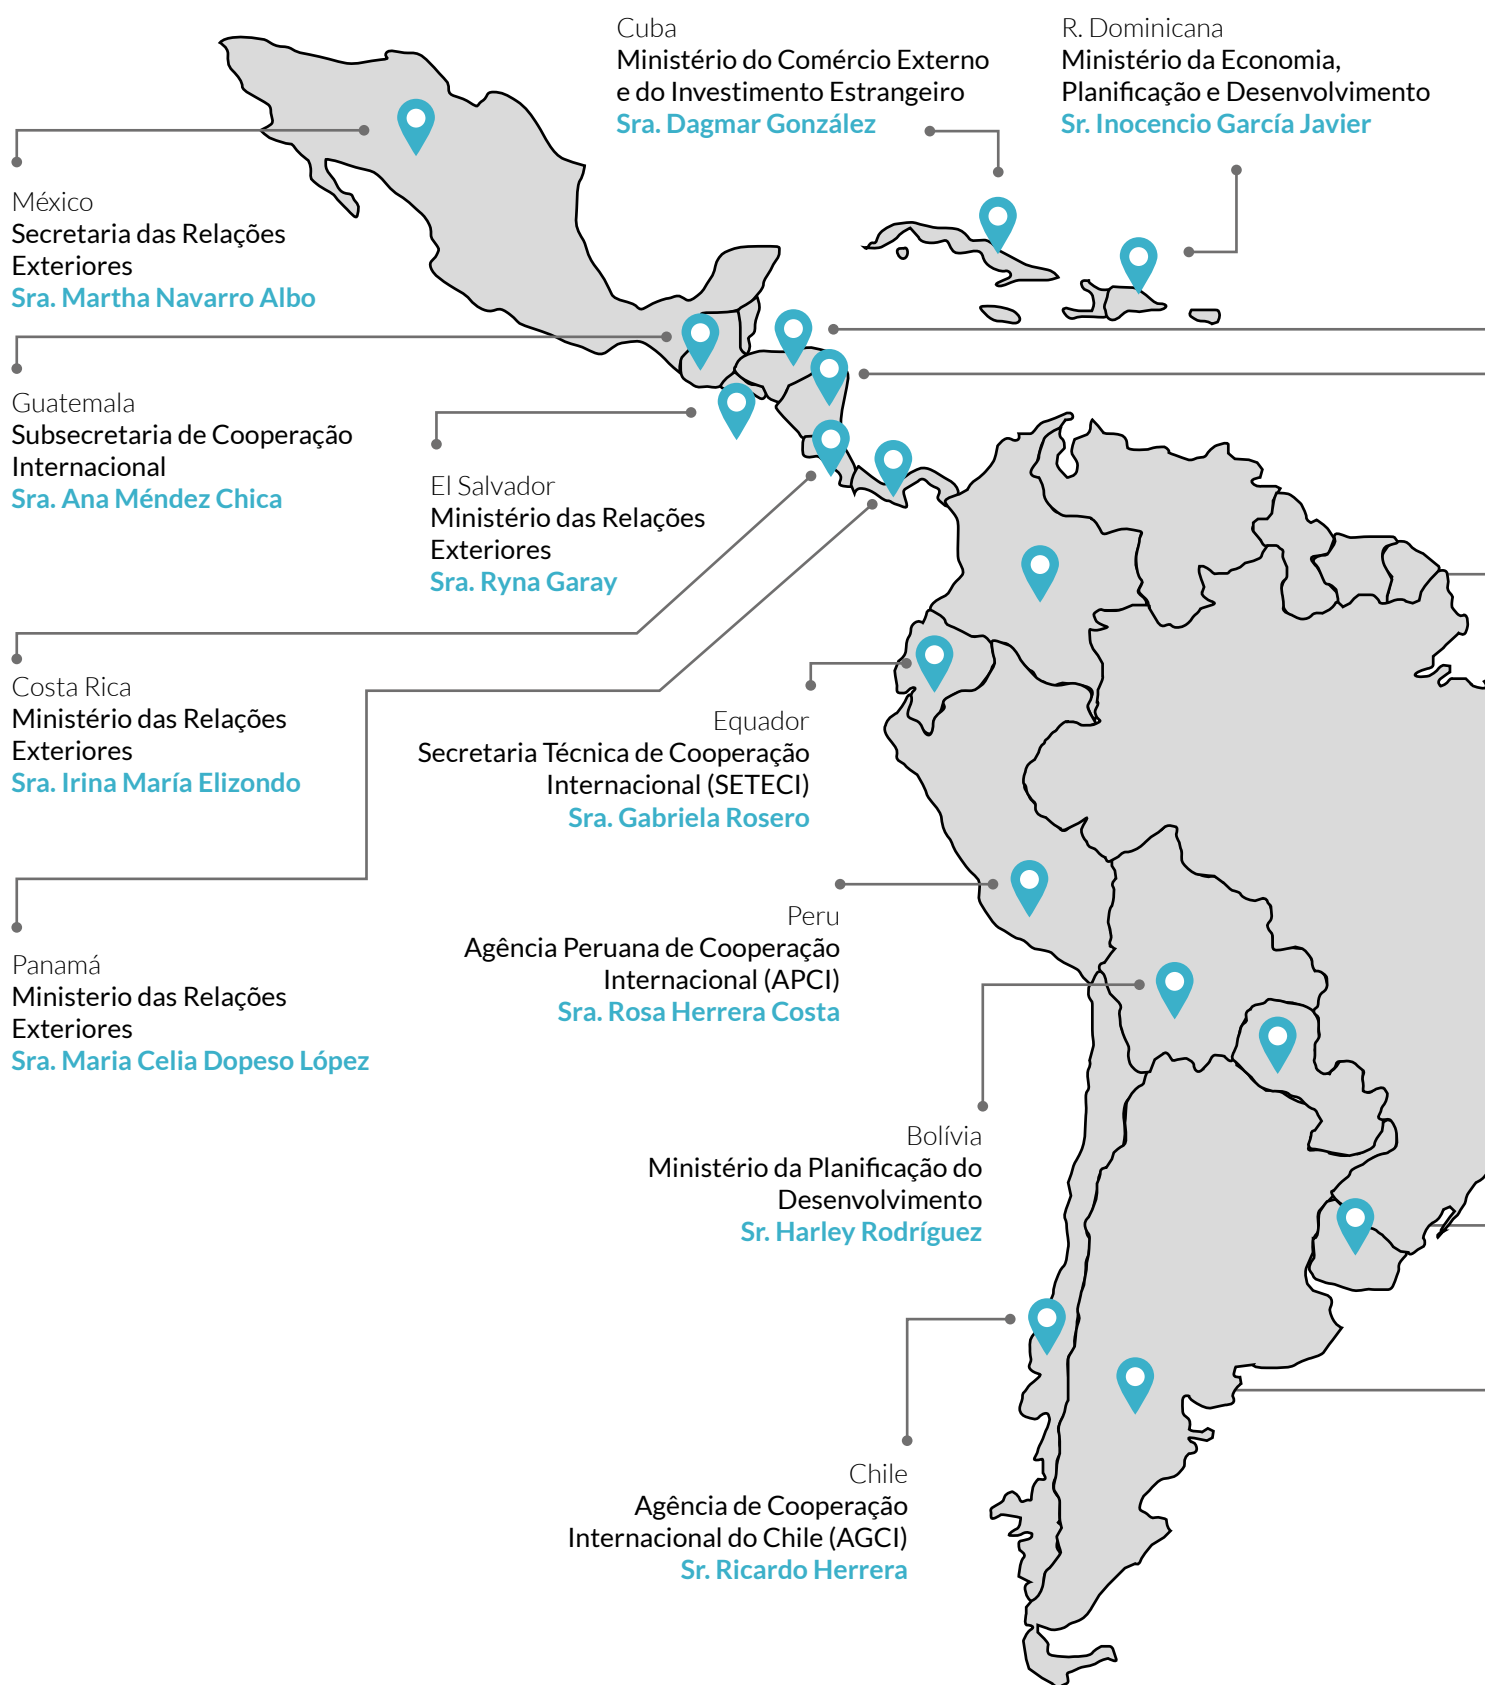 Cuba
Ministério do Comércio Externo
e do Investimento Estrangeiro
Sra. Dagmar González
R. Dominicana
Ministério da Economia,
Planificação e Desenvolvimento
Sr. Inocencio García Javier
México
Secretaria das Relações
Exteriores
Sra. Martha Navarro Albo
Guatemala
Subsecretaria de Cooperação
Internacional
Sra. Ana Méndez Chica
El Salvador
Ministério das Relações
Exteriores
Sra. Ryna Garay
Costa Rica
Ministério das Relações
Exteriores
Sra. Irina María Elizondo
Equador
Secretaria Técnica de Cooperação
Internacional (SETECI)
Sra. Gabriela Rosero
Peru
Agência Peruana de Cooperação
Internacional (APCI)
Sra. Rosa Herrera Costa
Panamá
Ministerio das Relações
Exteriores
Sra. Maria Celia Dopeso López
Bolívia
Ministério da Planificação do
Desenvolvimento
Sr. Harley Rodríguez
Chile
Agência de Cooperação
Internacional do Chile (AGCI)
Sr. Ricardo Herrera